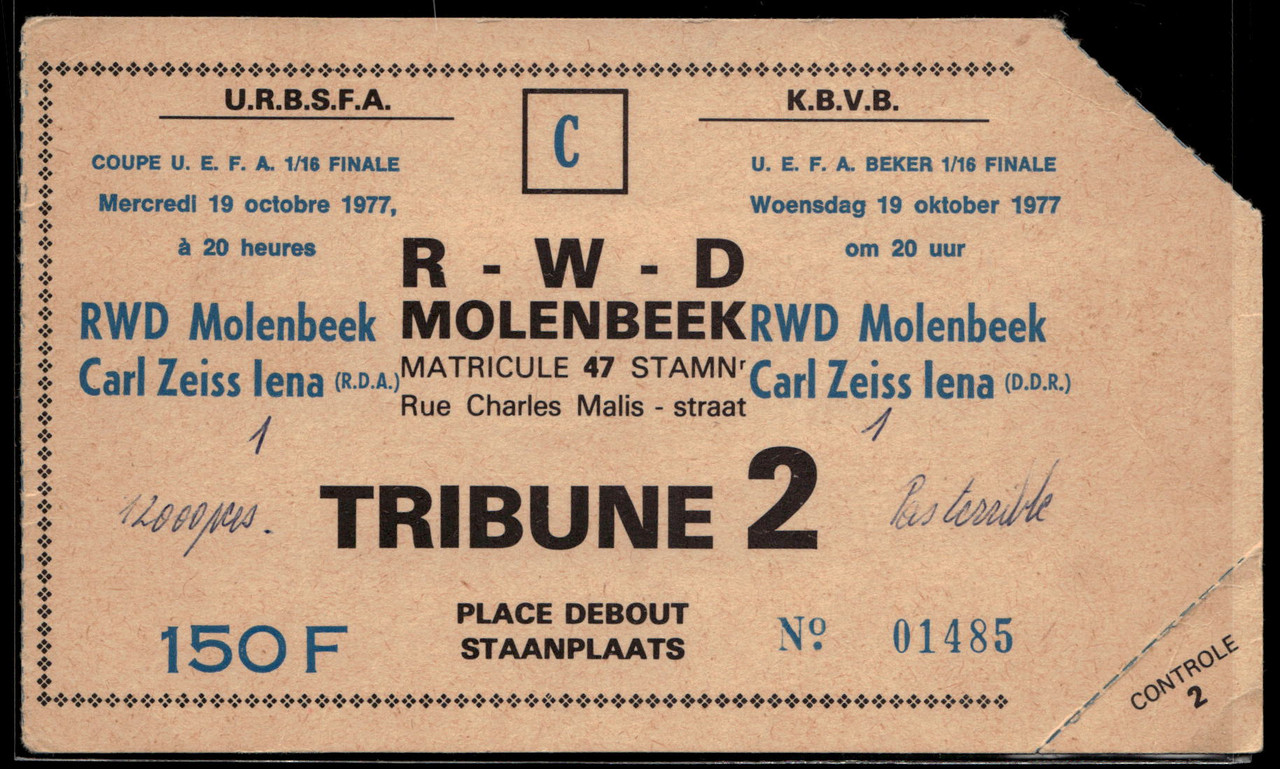 U.R.B.S.F.A.
C
K.B.V.B.
COUPE U. E. F. A. 1/16 FINALE
Mercredi 19 octobre 1977,
à 20 heures
U. E. F. A. BEKER 1/16 FINALE
Woensdag 19 oktober 1977
om 20 uur
R - W - D
MOLENBEEK
MATRICULE 47 STAMNr
Rue Charles Malis - straat
RWD Molenbeek
Carl Zeiss Iena (R.D.A.)
1
RWD Molenbeek
Carl Zeiss Iena (D.D.R.)
1
12000 pers.
TRIBUNE 2
Pas terrible
150 F
PLACE DEBOUT
STAANPLAATS
Nº 01485
CONTROLE
2